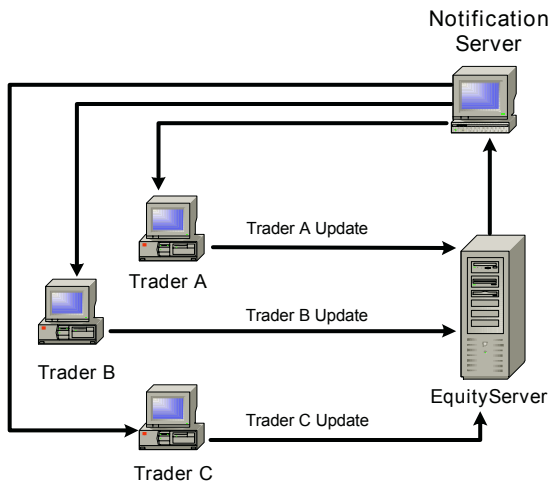 Notification
Server
Trader A Update
Trader A
Trader B Update
Trader B
EquityServer
Trader C Update
Trader C